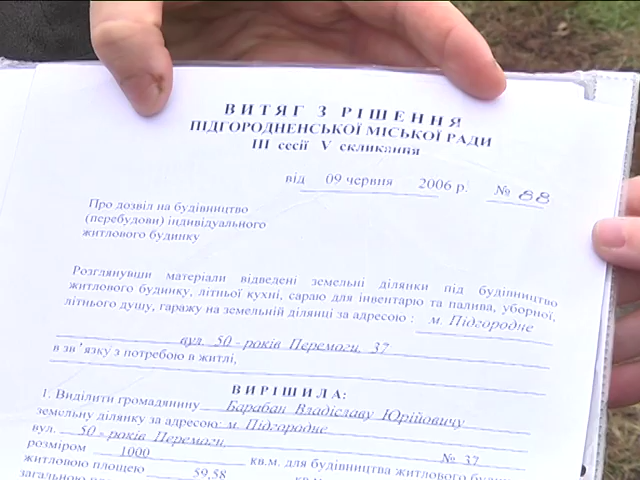 ВИТЯГ З РІШЕННЯ
ПІДГОРОДНЕНСЬКОЇ МІСЬКОЇ РАДИ
ІІІ сесії V скликання
від 09 червня 2006 р. № 88
Про дозвіл на будівництво
(перебудови) індивідуального
житлового будинку
Розглянувши матеріали відведені земельні ділянки під будівництво
житлового будинку, літньої кухні, сараю для інвентарю та палива, уборної,
літнього душу, гаражу на земельній ділянці за адресою : м. Підгородне
вул. 50 - років Перемоги, 37
в зв'язку з потребою в житлі,
ВИРІШИЛА:
1. Виділити громадянину Барабан Владіславу Юрійовичу
земельну ділянку за адресою: м. Підгородне
вул. 50 - років Перемоги, № 37
розміром 1000 кв.м. для будівництва житлового
житловою площею 59,58 кв.м.
загальною